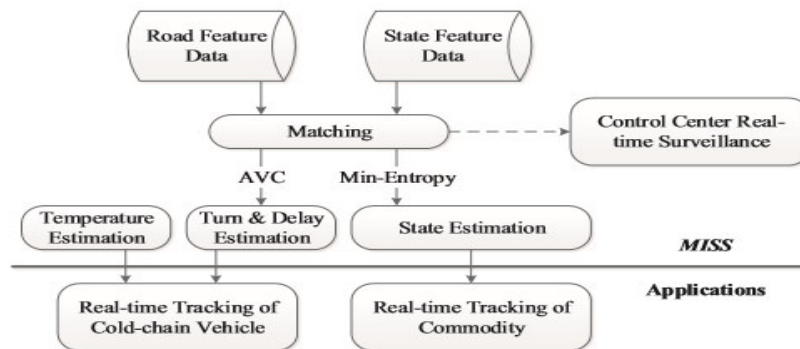 Road Feature
Data
State Feature
Data
Matching
Control Center Real-
time Surveillance
AVC
Min-Entropy
Temperature
Estimation
Turn & Delay
Estimation
State Estimation
MISS
Applications
Real-time Tracking of
Cold-chain Vehicle
Real-time Tracking of
Commodity